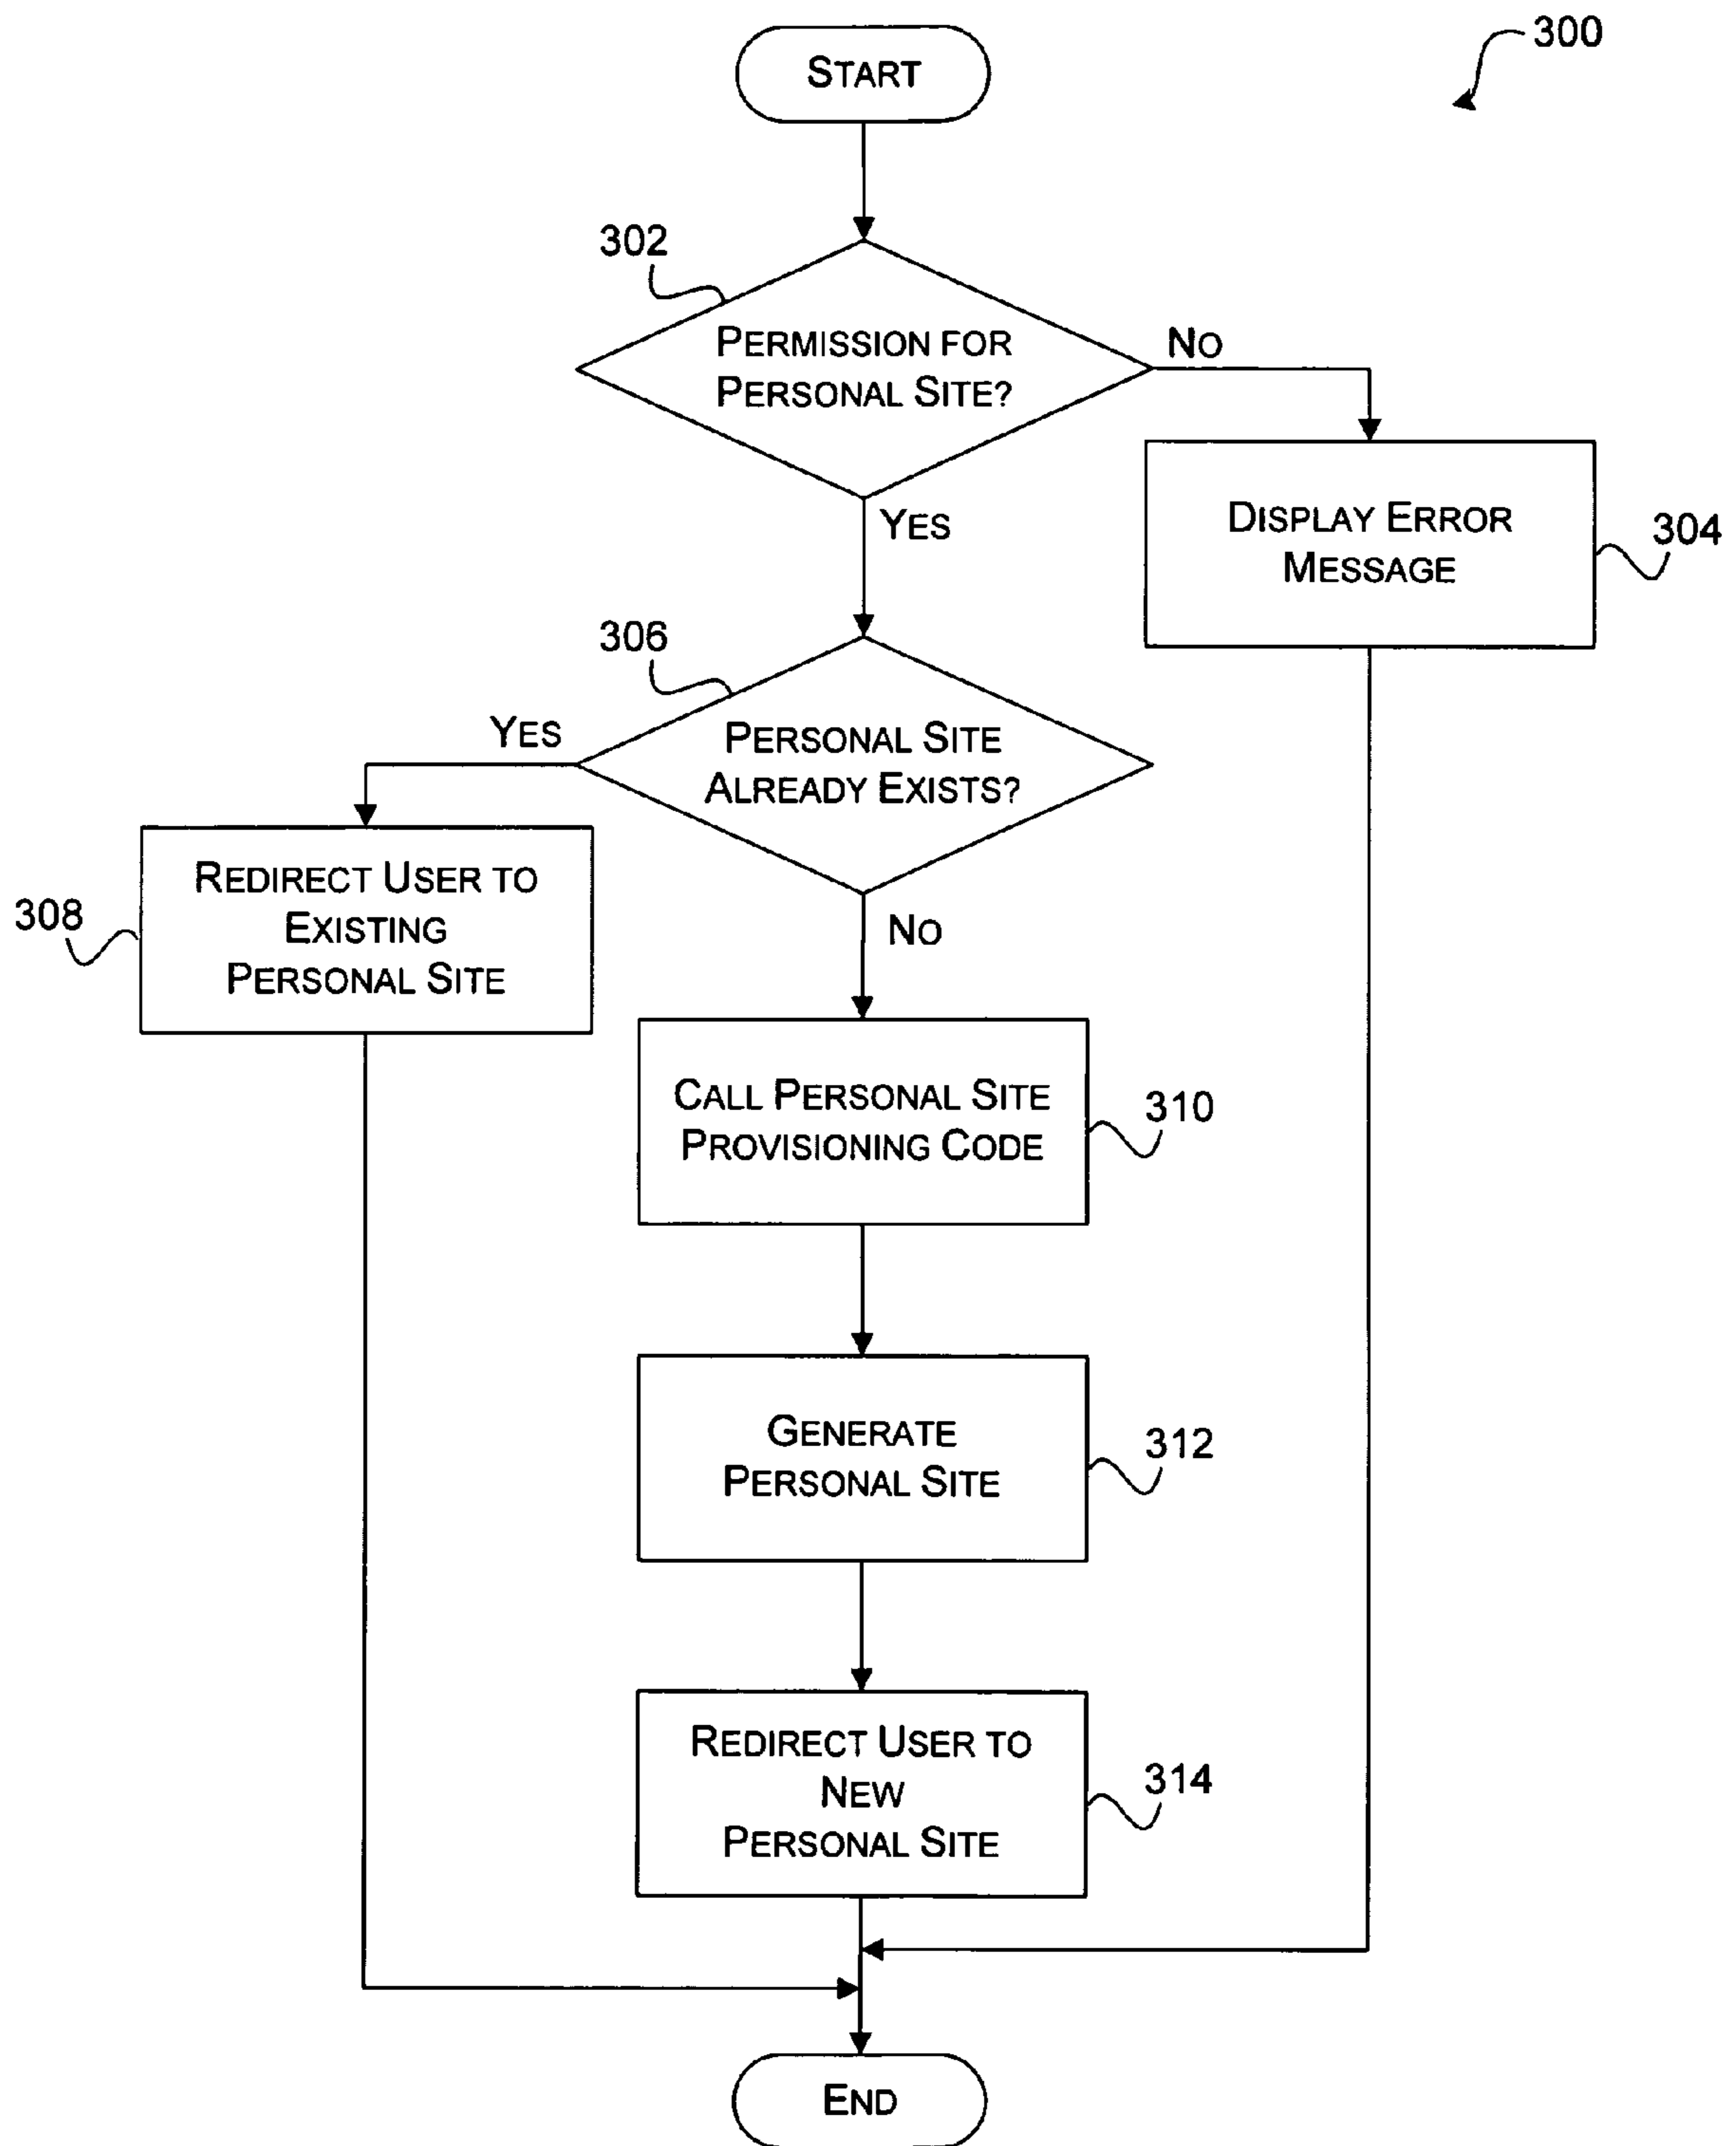 300
START
302
PERMISSION FOR
PERSONAL SITE?
NO
YES
DISPLAY ERROR
MESSAGE
304
306
PERSONAL SITE
ALREADY EXISTS?
YES
NO
REDIRECT USER TO
EXISTING
PERSONAL SITE
308
CALL PERSONAL SITE
PROVISIONING CODE
310
GENERATE
PERSONAL SITE
312
REDIRECT USER TO
NEW
PERSONAL SITE
314
END